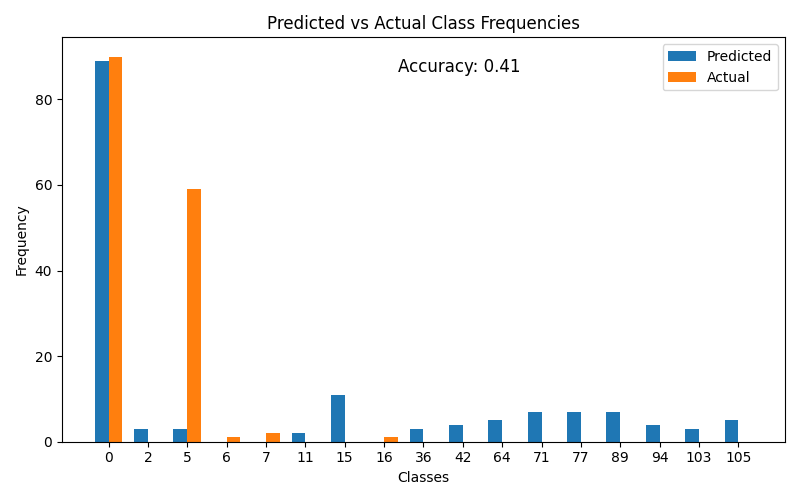 Predicted vs Actual Class Frequencies
Accuracy: 0.41
Predicted
Actual
Frequency
80
60
40
20
0
0 2 5 6 7 11 15 16 36 42 64 71 77 89 94 103 105
Classes